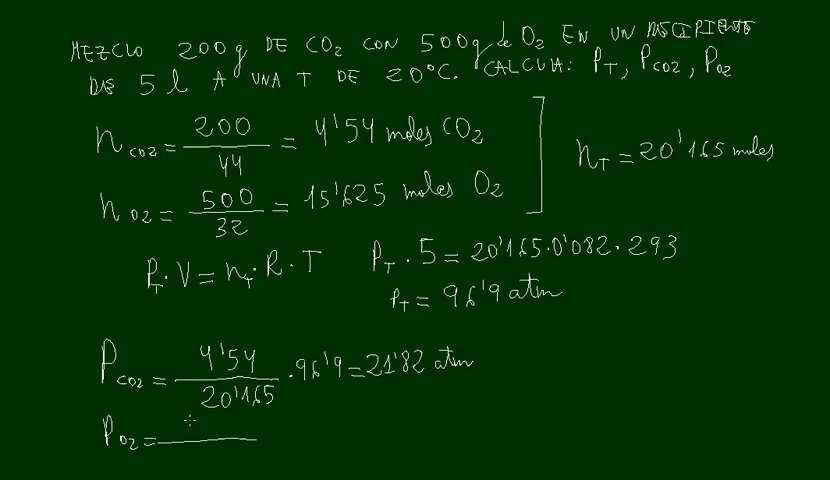 MEZCLO 200g DE CO2 CON 500g de O2 EN UN RECIPIENTE
DE 5 l A UNA T DE 20ºC. CALCULA: PT, PCO2, PO2
nCO2 = 200/44 = 4'54 moles CO2
nO2 = 500/32 = 15'625 moles O2
nT = 20'165 moles
PT · V = nT · R · T
PT · 5 = 20'165 · 0'082 · 293
PT = 96'9 atm
PCO2 = 4'54/20'165 · 96'9 = 21'82 atm
PO2 =